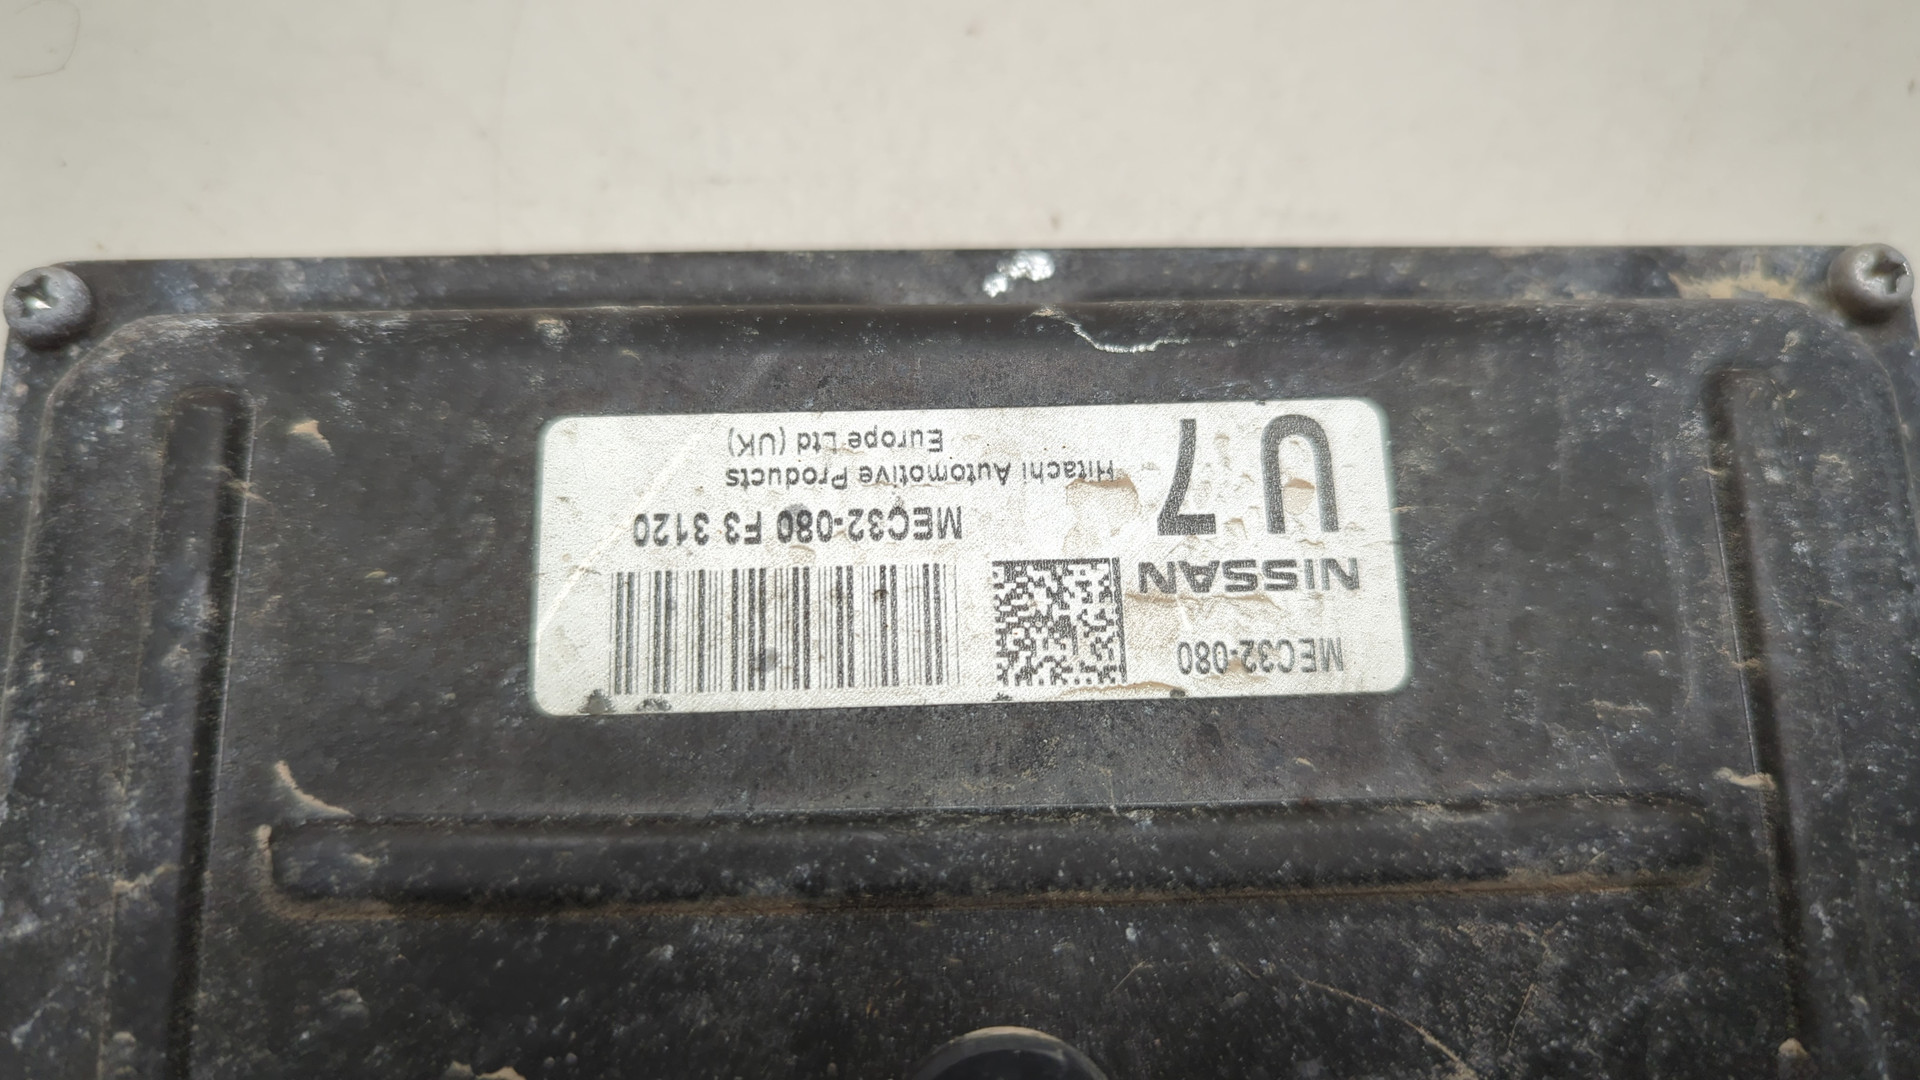 MEC32-080
NISSAN
U7
MEC32-080 F3 3120
Hitachi Automotive Products
Europe Ltd (UK)